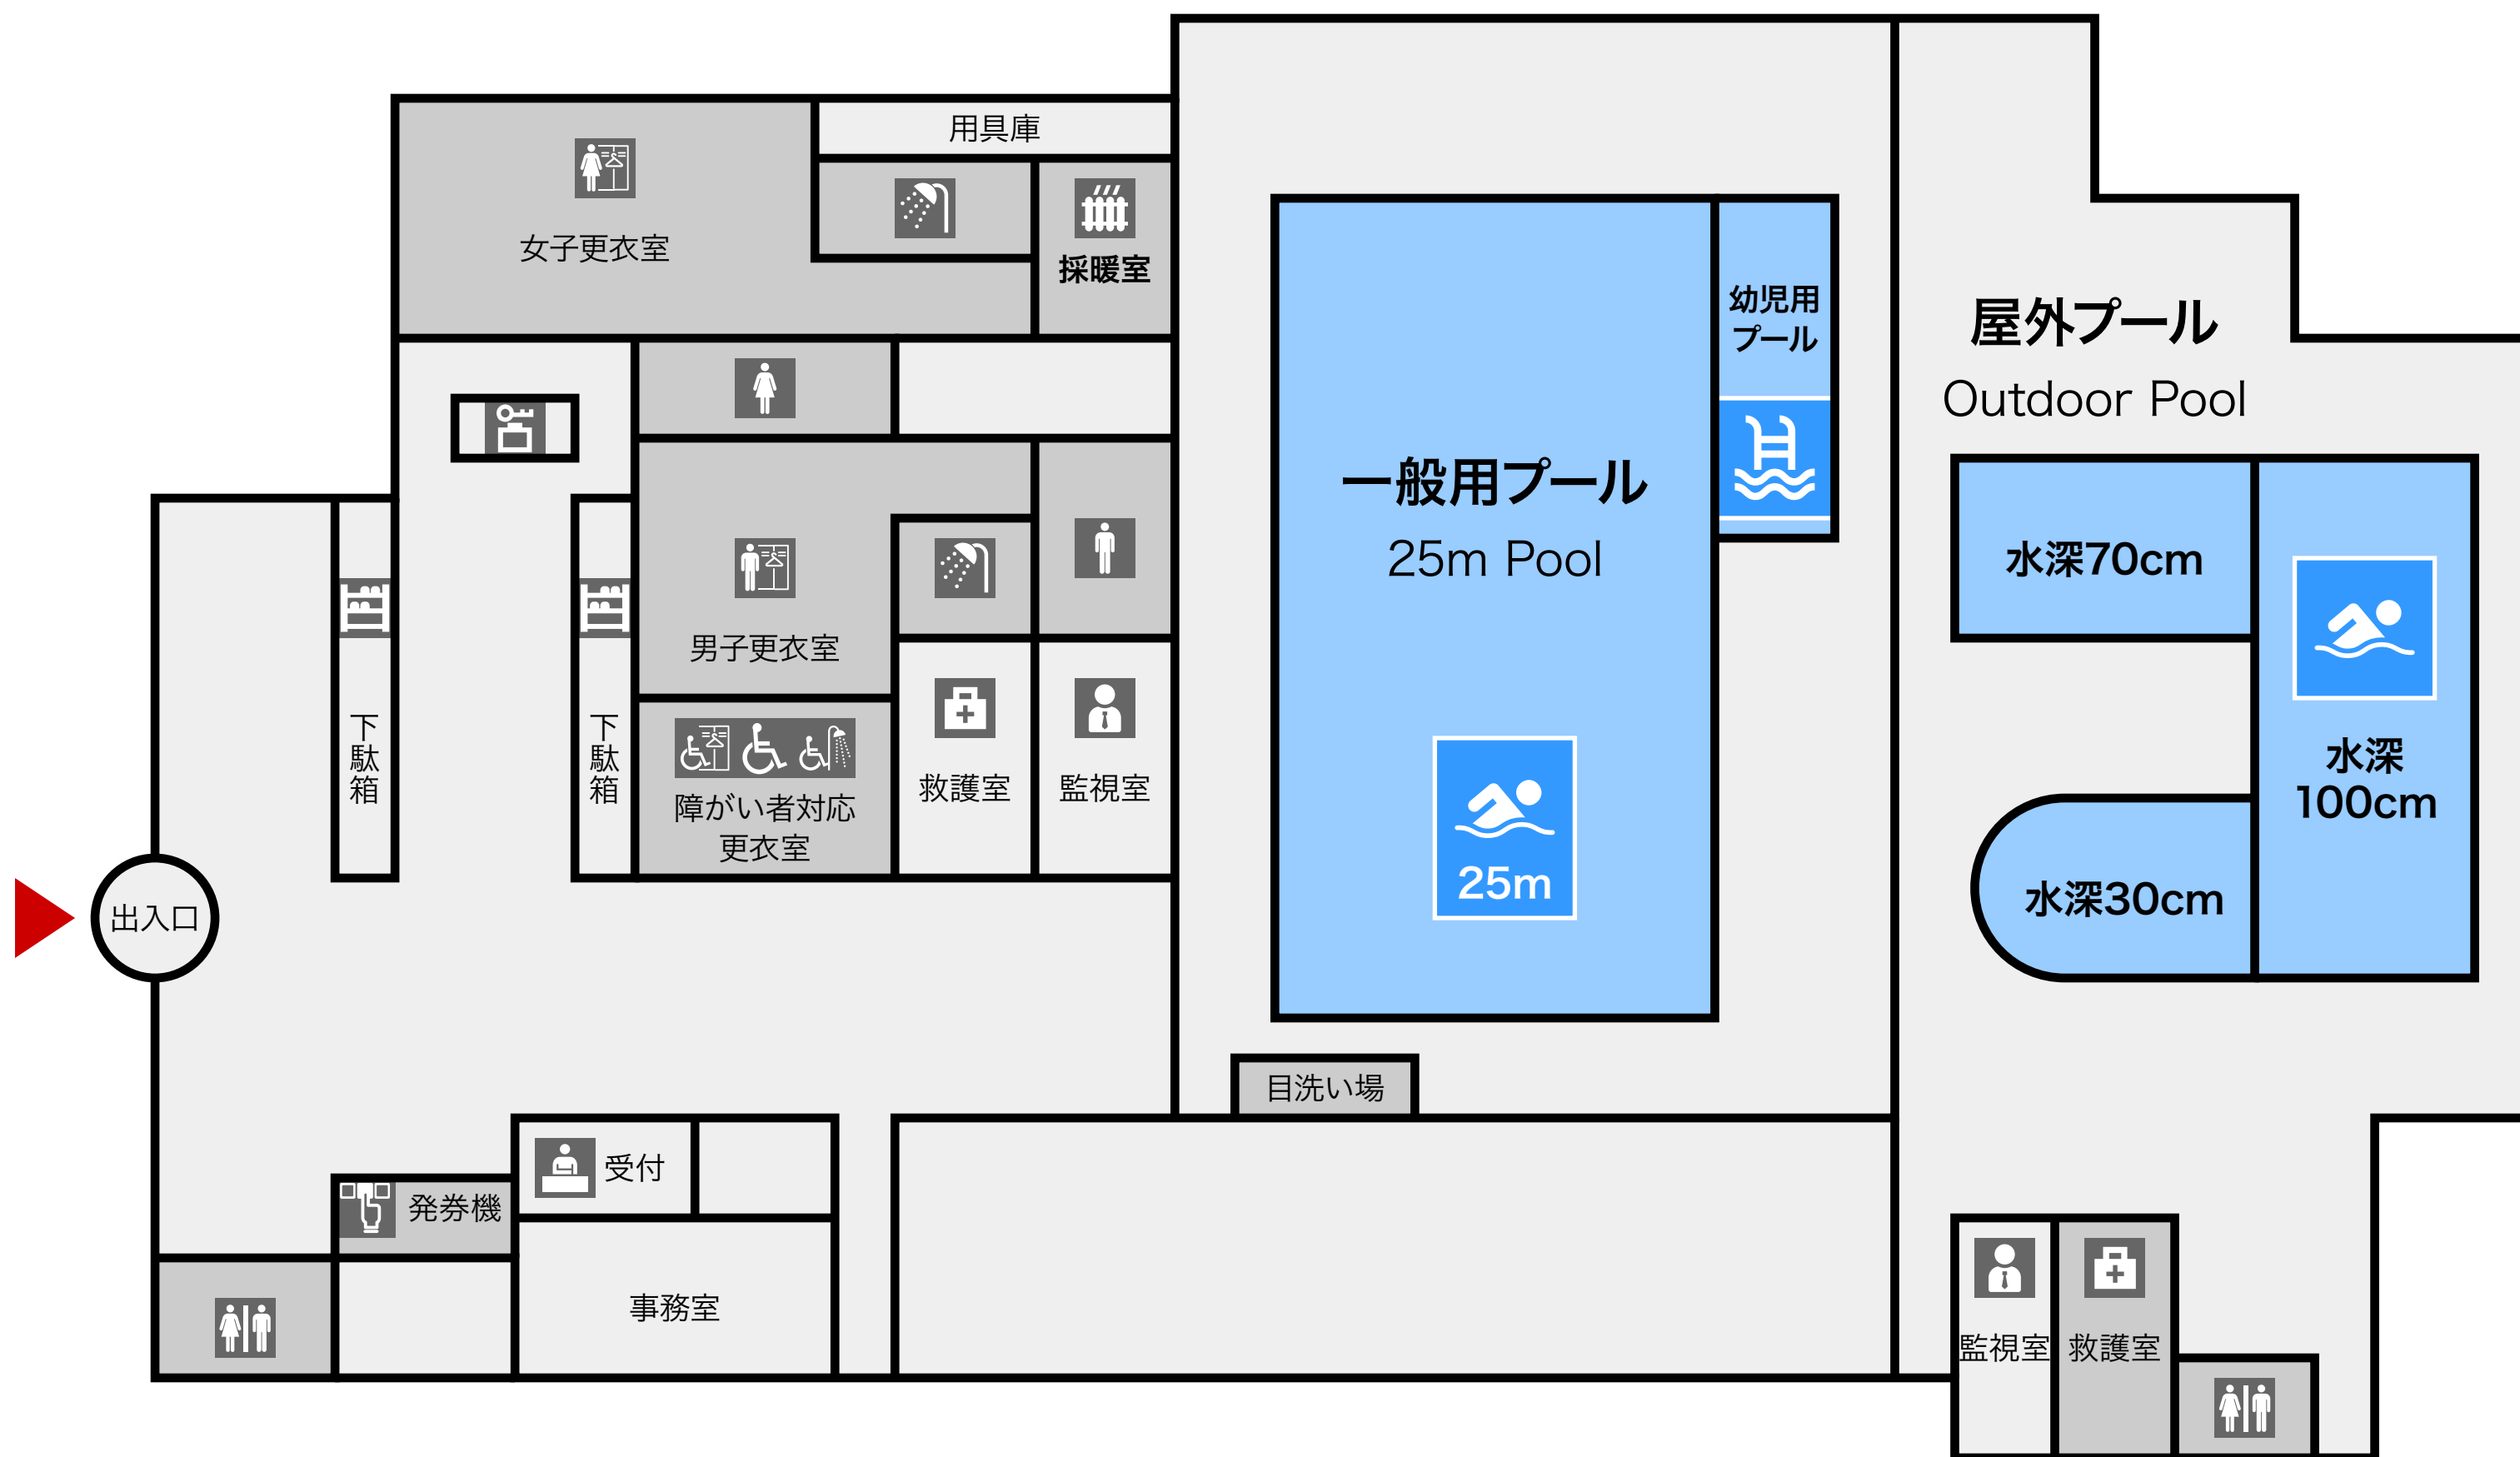 用具庫
女子更衣室
採暖室
幼児用
プール
屋外プール
Outdoor Pool
一般用プール
25m Pool
水深70cm
男子更衣室
下駄箱
下駄箱
救護室
監視室
障がい者対応
更衣室
水深
100cm
25m
水深30cm
出入口
目洗い場
受付
発券機
事務室
監視室
救護室